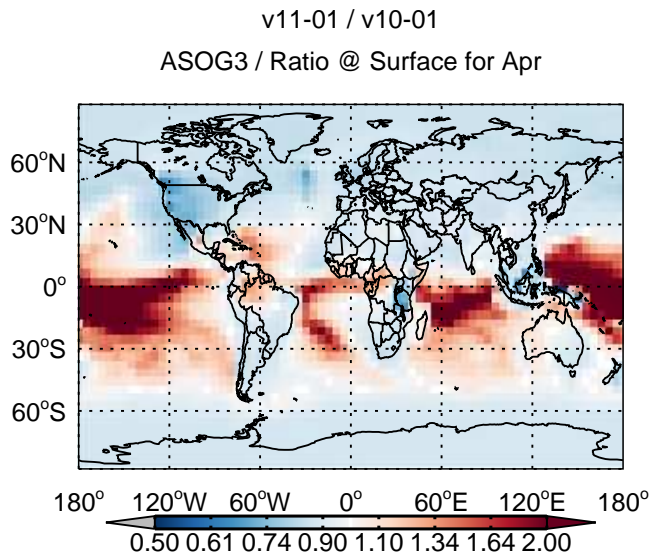 v11-01 / v10-01
ASOG3 / Ratio @ Surface for Apr
60°N
30°N
0°
30°S
60°S
180° 120°W 60°W 0° 60°E 120°E 180°
0.50 0.61 0.74 0.90 1.10 1.34 1.64 2.00